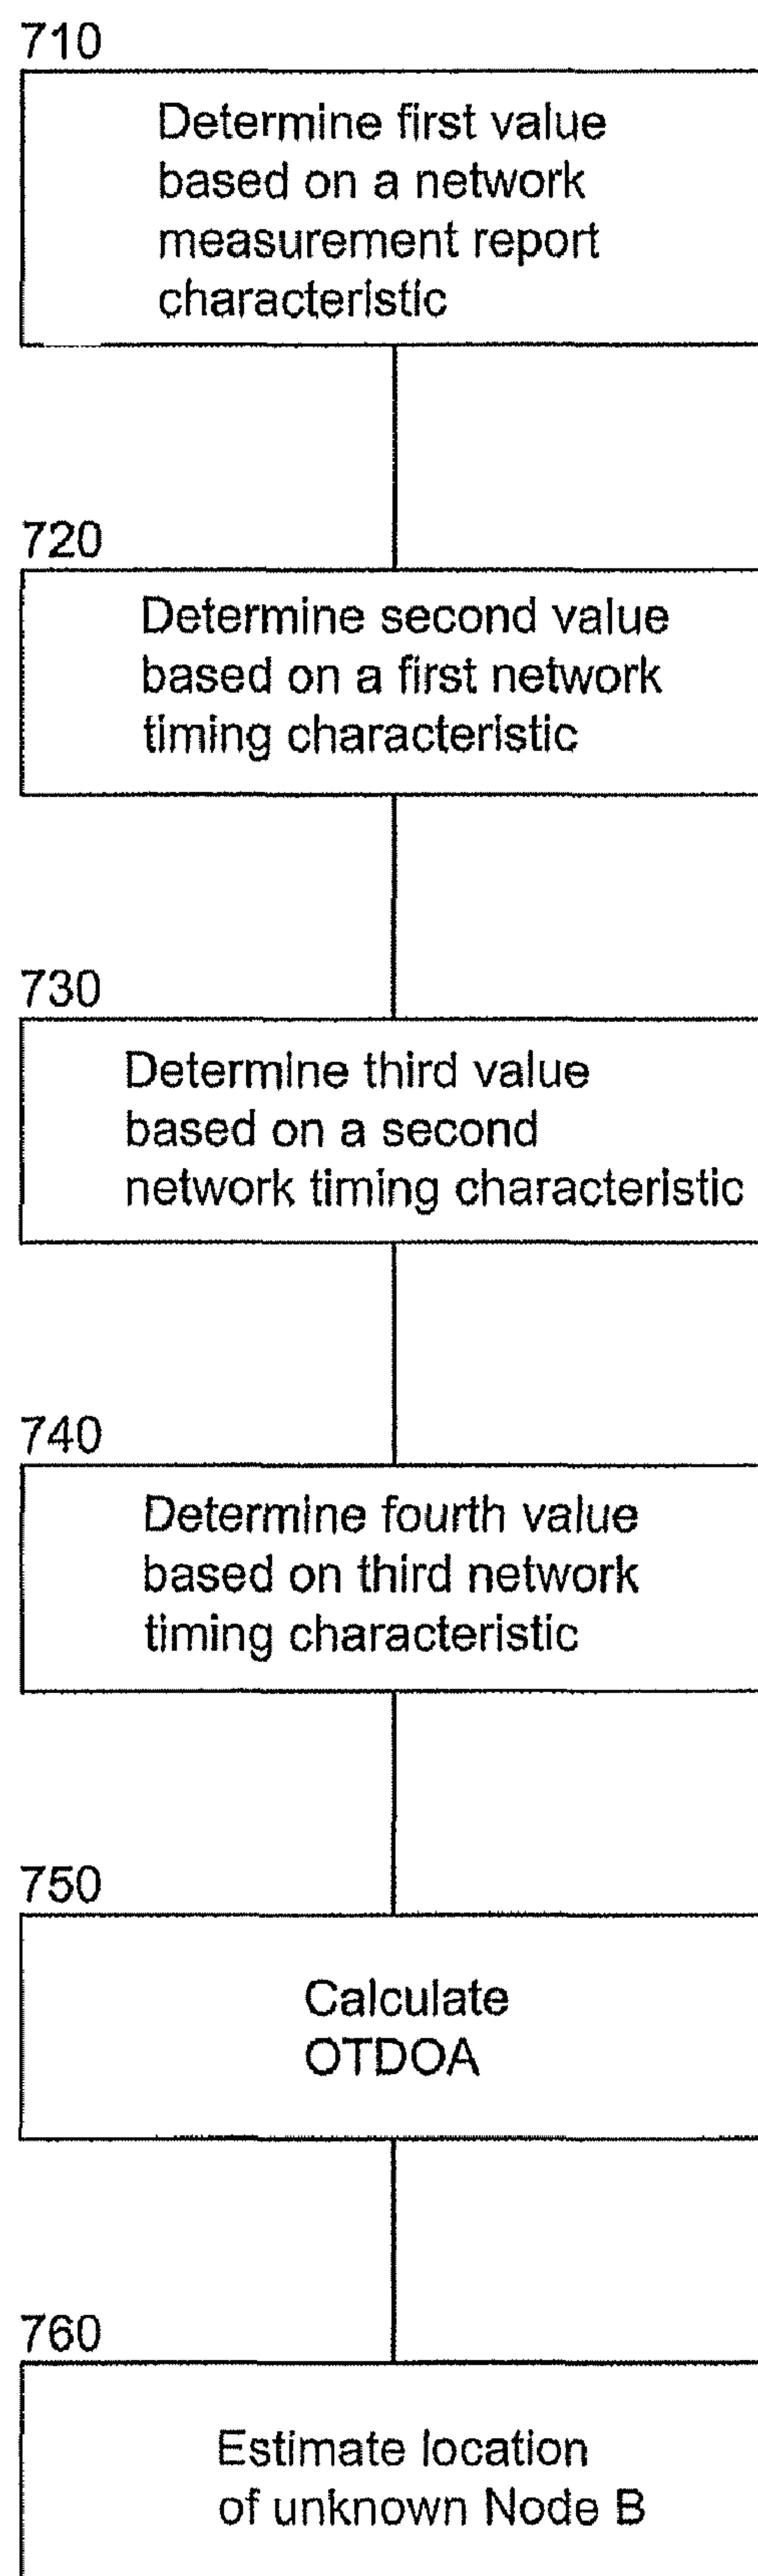 710
Determine first value
based on a network
measurement report
characteristic
720
Determine second value
based on a first network
timing characteristic
730
Determine third value
based on a second
network timing characteristic
740
Determine fourth value
based on third network
timing characteristic
750
Calculate
OTDOA
760
Estimate location
of unknown Node B